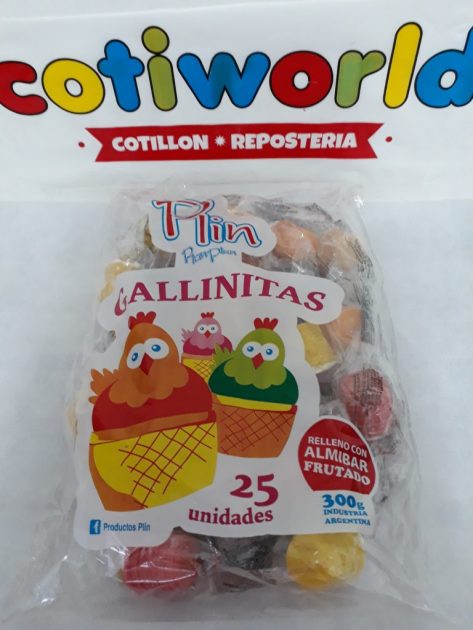 cotiworld
COTILLON * REPOSTERIA
Plin
GALLINITAS
RELLENO CON
ALMIBAR
FRUTADO
25
unidades
300g
INDUSTRIA
ARGENTINA
f Productos Plin